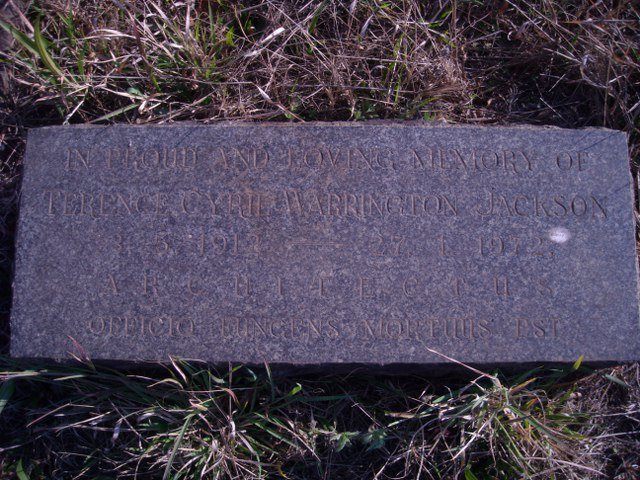 IN PROUD AND LOVING MEMORY OF
TERENCE CYRIL WARRINGTON JACKSON
3. 5. — 27. 1. 1972
ARCHITECTUS
OFFICIO FUNGENS MORTUUS EST